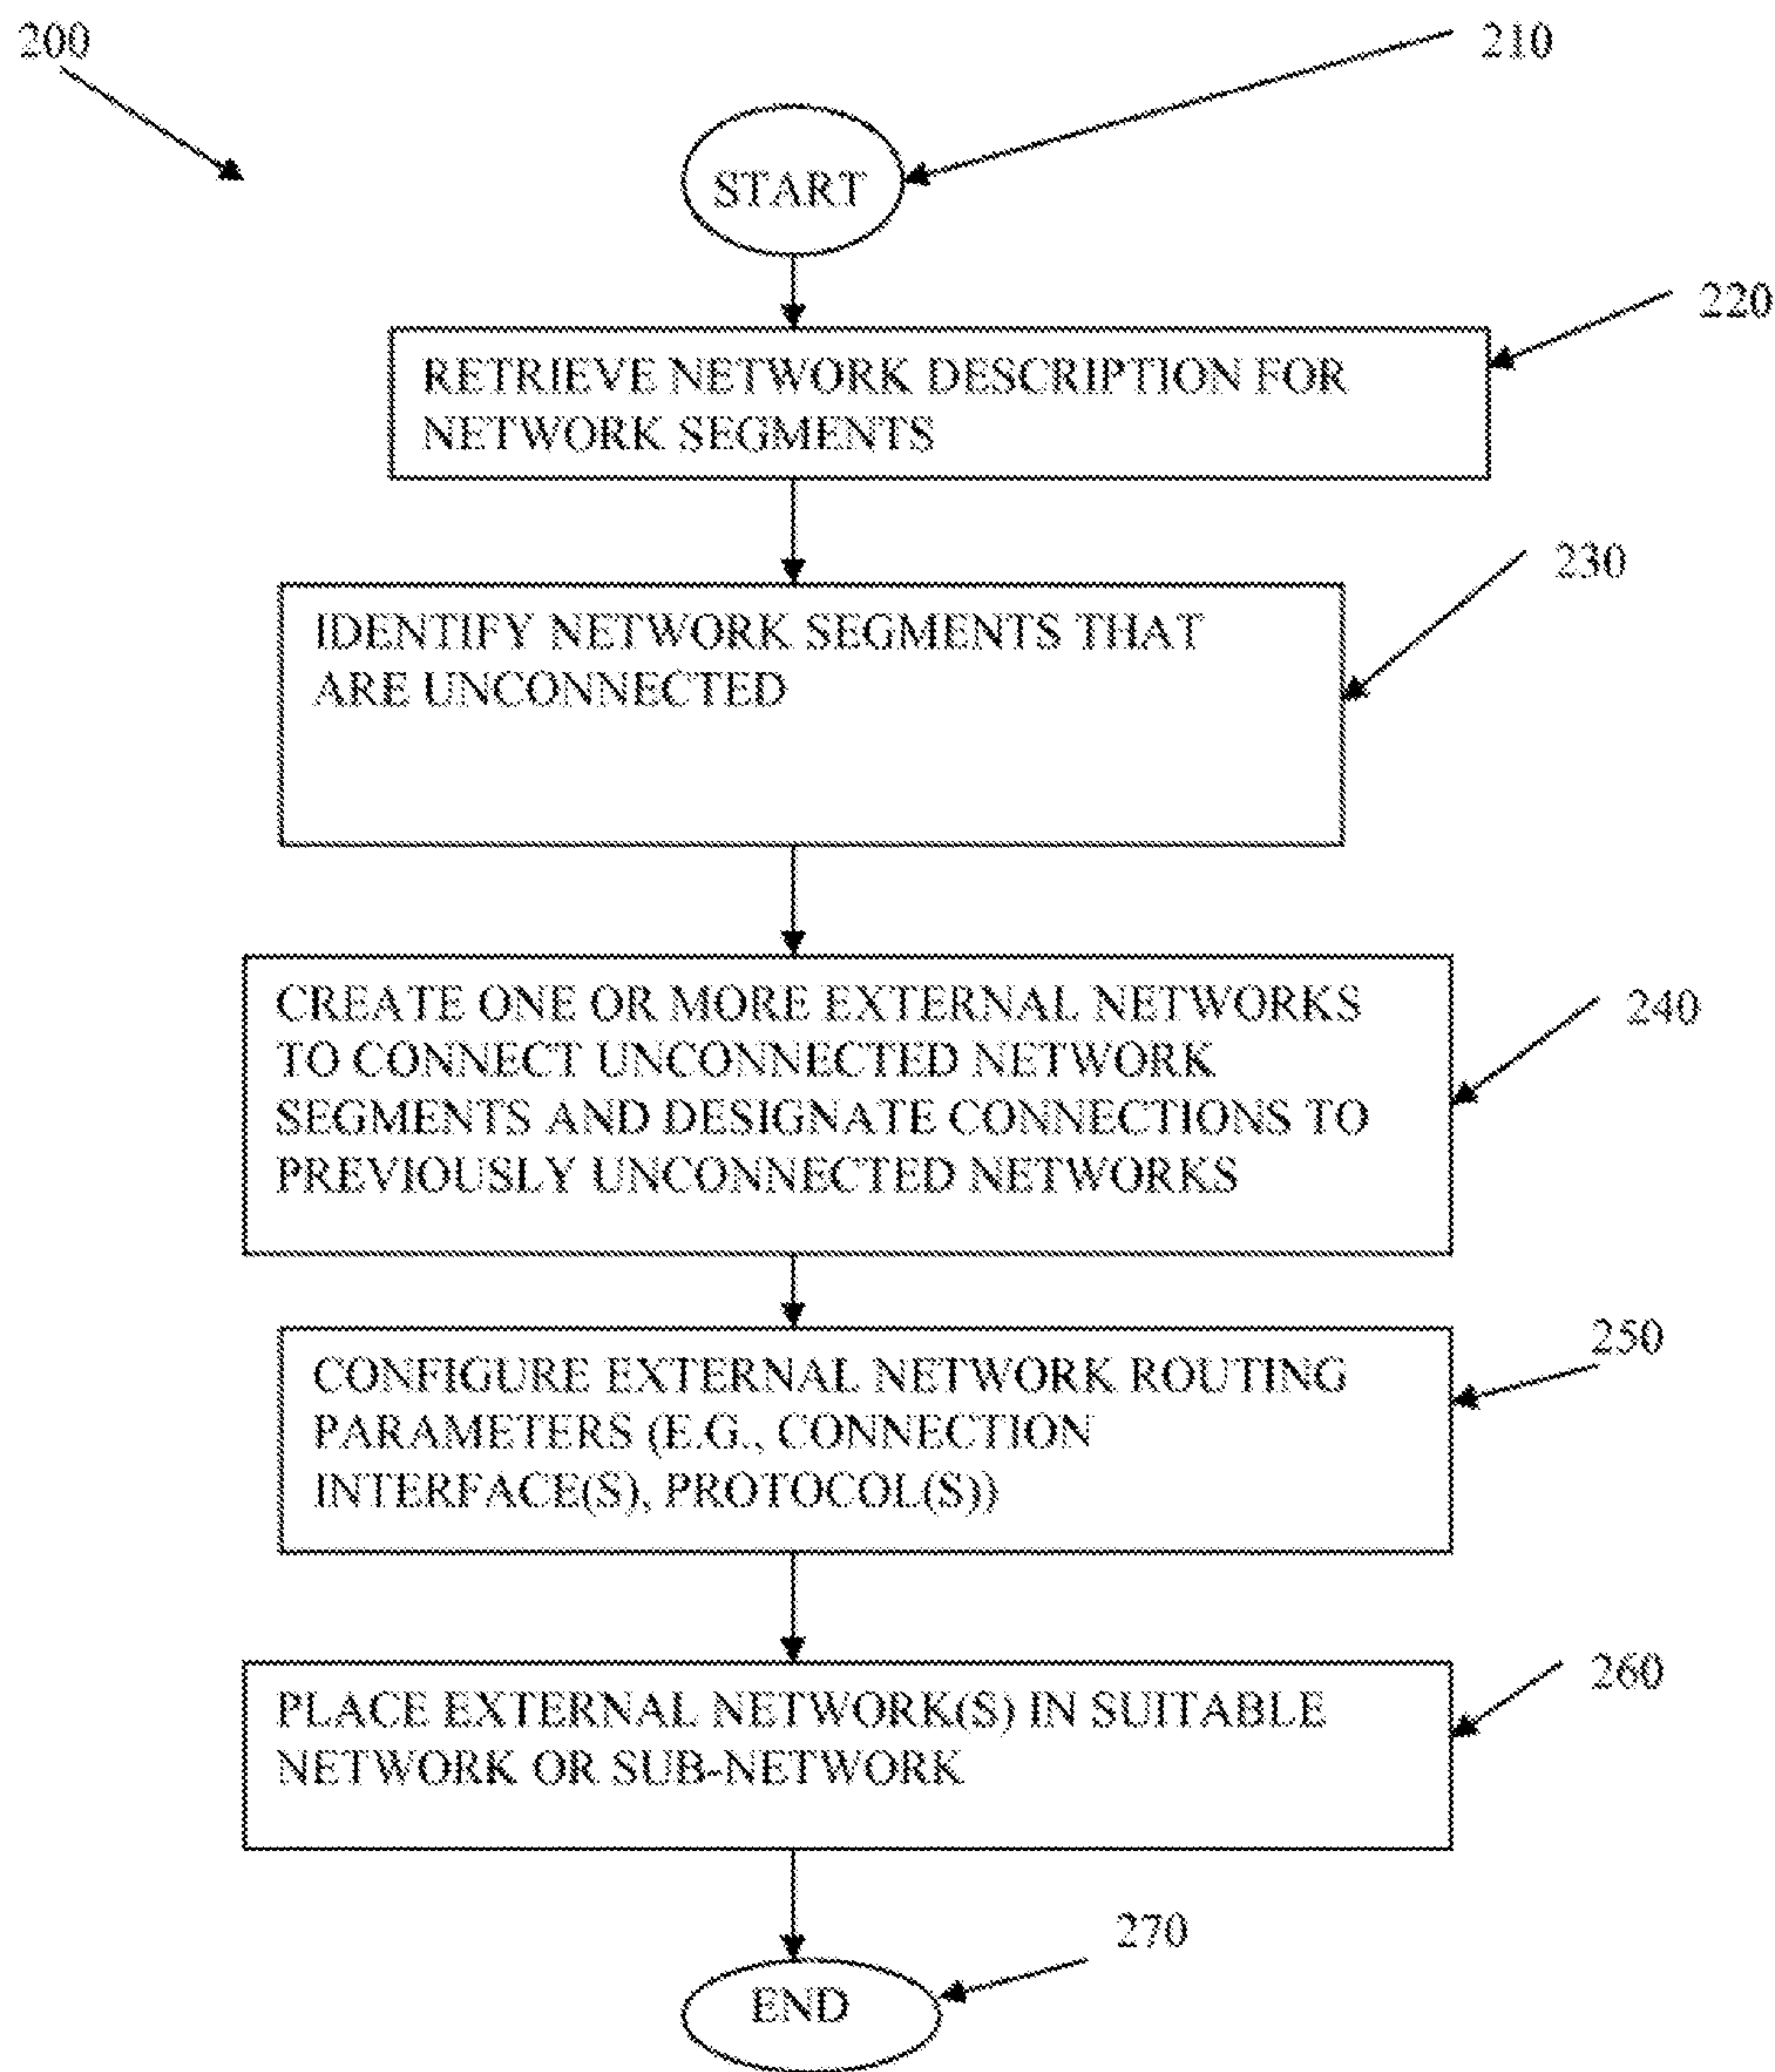 200
210
START
220
RETRIEVE NETWORK DESCRIPTION FOR
NETWORK SEGMENTS
230
IDENTIFY NETWORK SEGMENTS THAT
ARE UNCONNECTED
CREATE ONE OR MORE EXTERNAL NETWORKS
TO CONNECT UNCONNECTED NETWORK
SEGMENTS AND DESIGNATE CONNECTIONS TO
PREVIOUSLY UNCONNECTED NETWORKS
240
250
CONFIGURE EXTERNAL NETWORK ROUTING
PARAMETERS (E.G., CONNECTION
INTERFACE(S), PROTOCOL(S))
260
PLACE EXTERNAL NETWORK(S) IN SUITABLE
NETWORK OR SUB-NETWORK
270
END